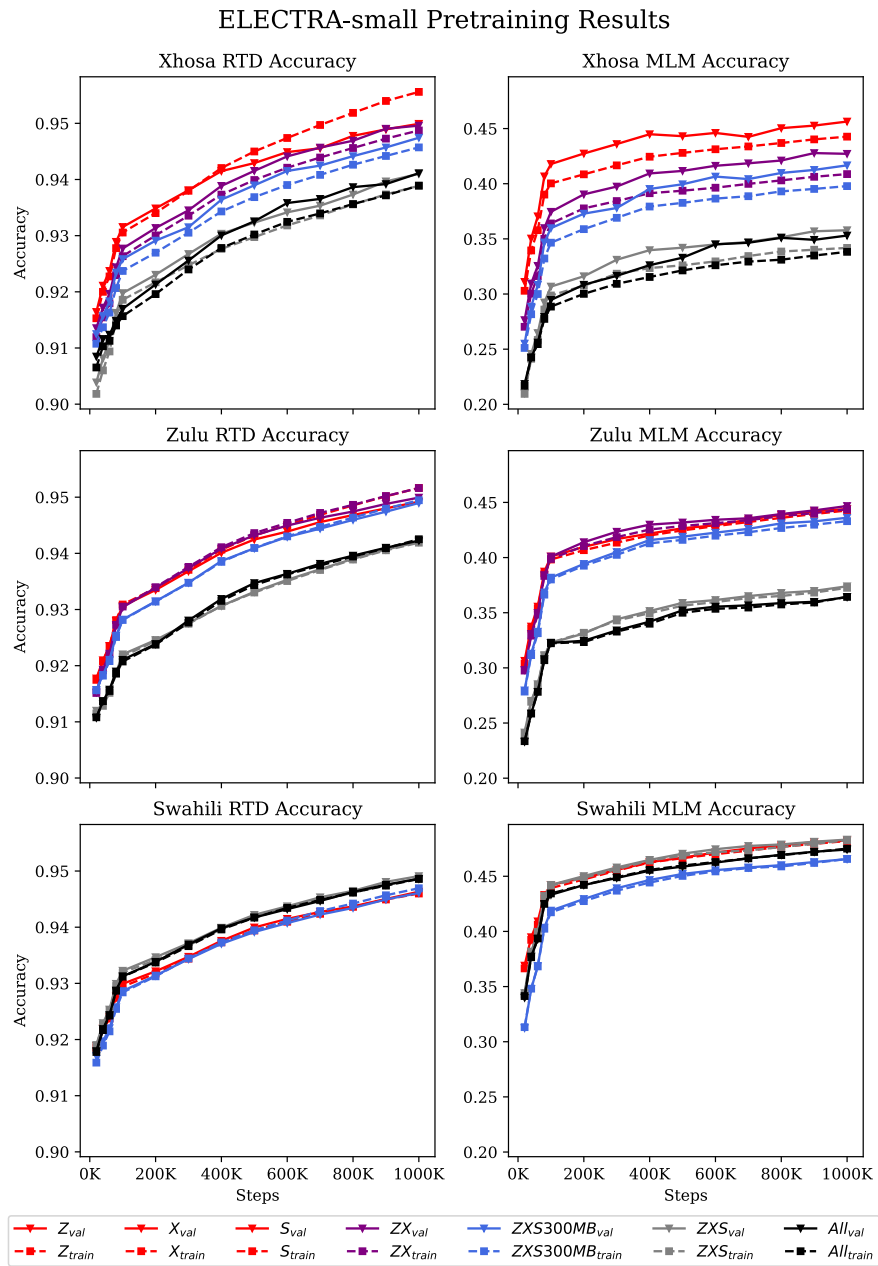 ELECTRA-small Pretraining Results
Xhosa RTD Accuracy
Xhosa MLM Accuracy
Accuracy
0.95
0.94
0.93
0.92
0.91
0.90
0.45
0.40
0.35
0.30
0.25
0.20
Zulu RTD Accuracy
Zulu MLM Accuracy
Accuracy
0.95
0.94
0.93
0.92
0.91
0.90
0.45
0.40
0.35
0.30
0.25
0.20
Swahili RTD Accuracy
Swahili MLM Accuracy
Accuracy
0.95
0.94
0.93
0.92
0.91
0.90
0.45
0.40
0.35
0.30
0.25
0.20
0K 200K 400K 600K 800K 1000K
0K 200K 400K 600K 800K 1000K
Steps
Steps
Z_val X_val S_val ZX_val ZXS300MB_val ZXS_val All_val
Z_train X_train S_train ZX_train ZXS300MB_train ZXS_train All_train